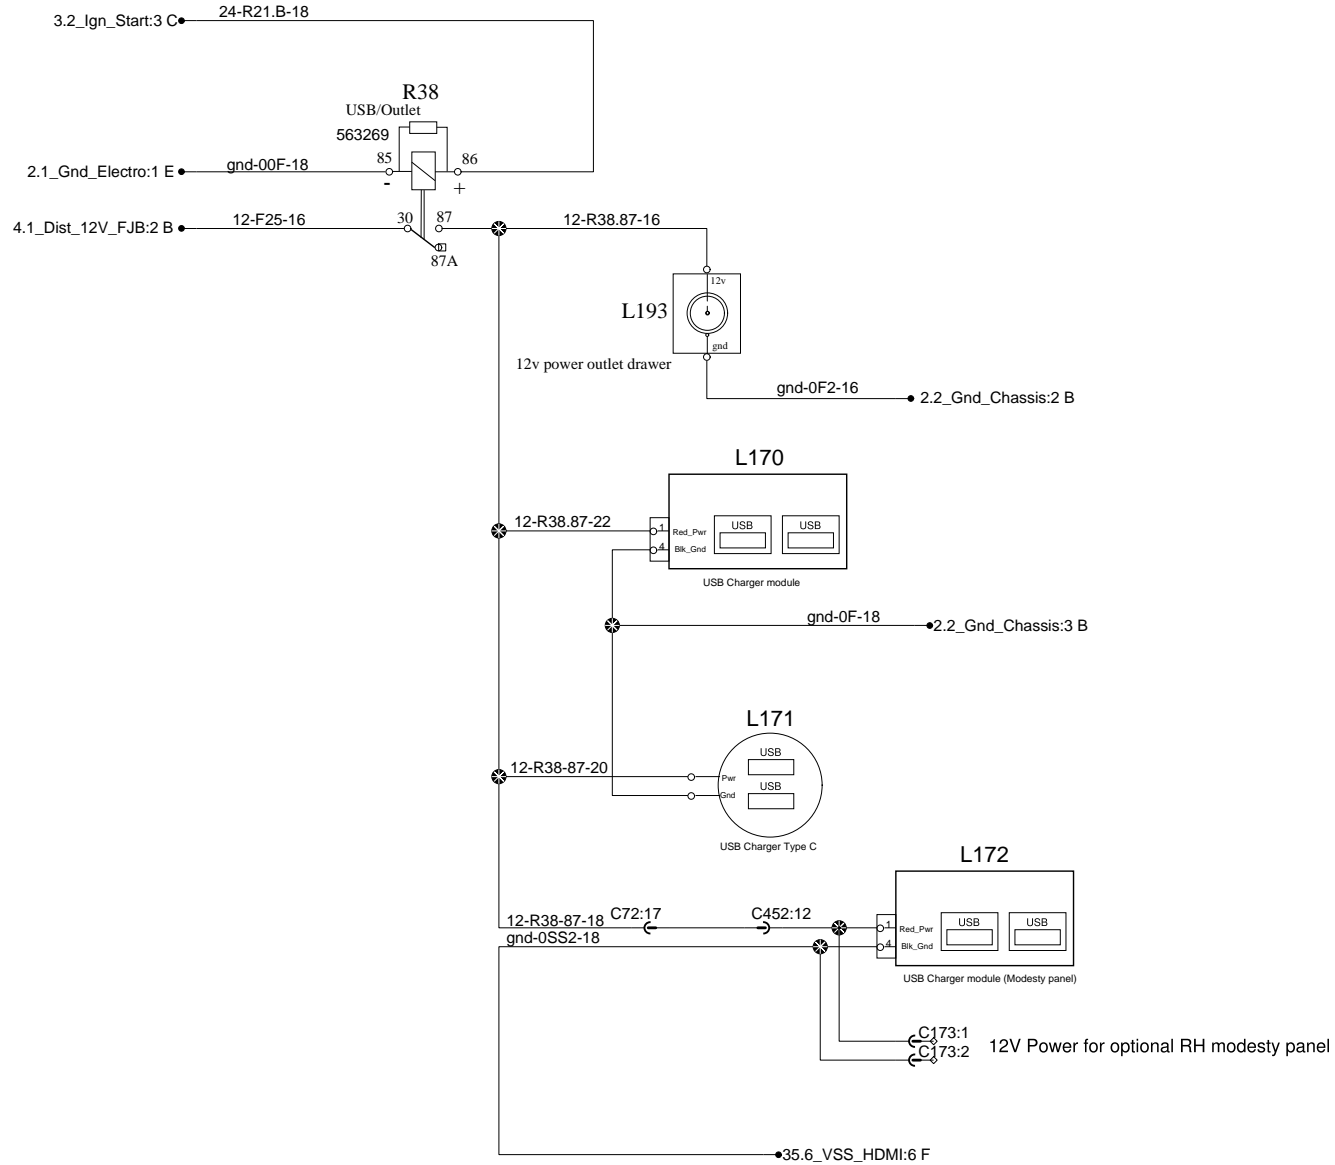 24-R21.B-18
3.2_Ign_Start:3 C
R38
USB/Outlet
563269
85
86
2.1_Gnd_Electro:1 E
gnd-00F-18
-
+
4.1_Dist_12V_FJB:2 B
12-F25-16
30
87
12-R38.87-16
87A
12v
L193
gnd
12v power outlet drawer
gnd-0F2-16
2.2_Gnd_Chassis:2 B
L170
12-R38.87-22
1
Red_Pwr
USB
USB
4
Blk_Gnd
USB Charger module
gnd-0F-18
2.2_Gnd_Chassis:3 B
L171
USB
12-R38-87-20
Pwr
USB
Gnd
USB Charger Type C
L172
12-R38-87-18
C72:17
C452:12
1
Red_Pwr
USB
USB
gnd-0SS2-18
4
Blk_Gnd
USB Charger module (Modesty panel)
C173:1
12V Power for optional RH modesty panel
C173:2
35.6_VSS_HDMI:6 F